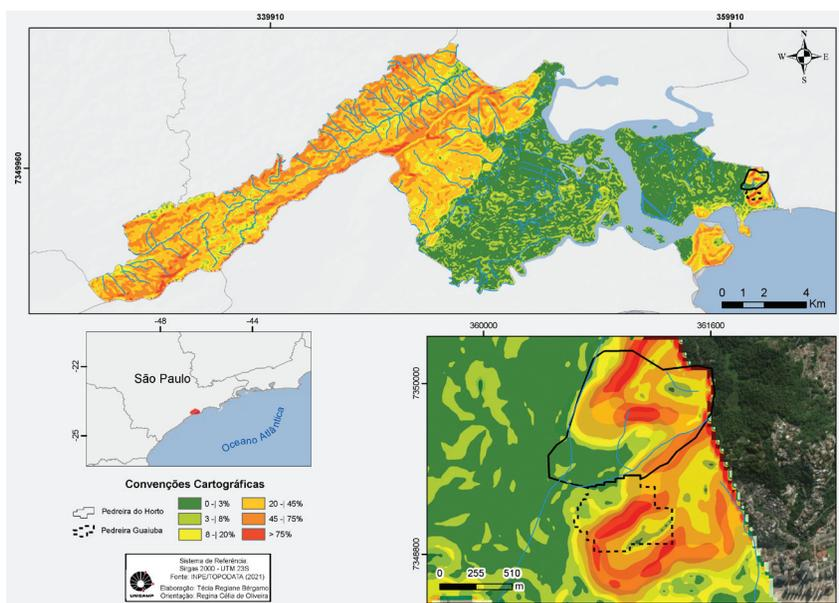 339910
359910
N
W E
S
7349960
0 1 2 4
Km
-48
-44
-22
-25
São Paulo
Oceano Atlântica
360000
361600
7350000
7348800
0 255 510
m
Convenções Cartográficas
Pedreira do Horto
Pedreira Guaiuba
0 -| 3%
3 -| 8%
8 -| 20%
20 -| 45%
45 -| 75%
> 75%
Sistema de Referência:
Sirgas 2000 - UTM 23S
Fonte: INPE/TOPODATA (2021)
UNICAMP
Elaboração: Técia Regiane Bérgamo
Orientação: Regina Célia de Oliveira